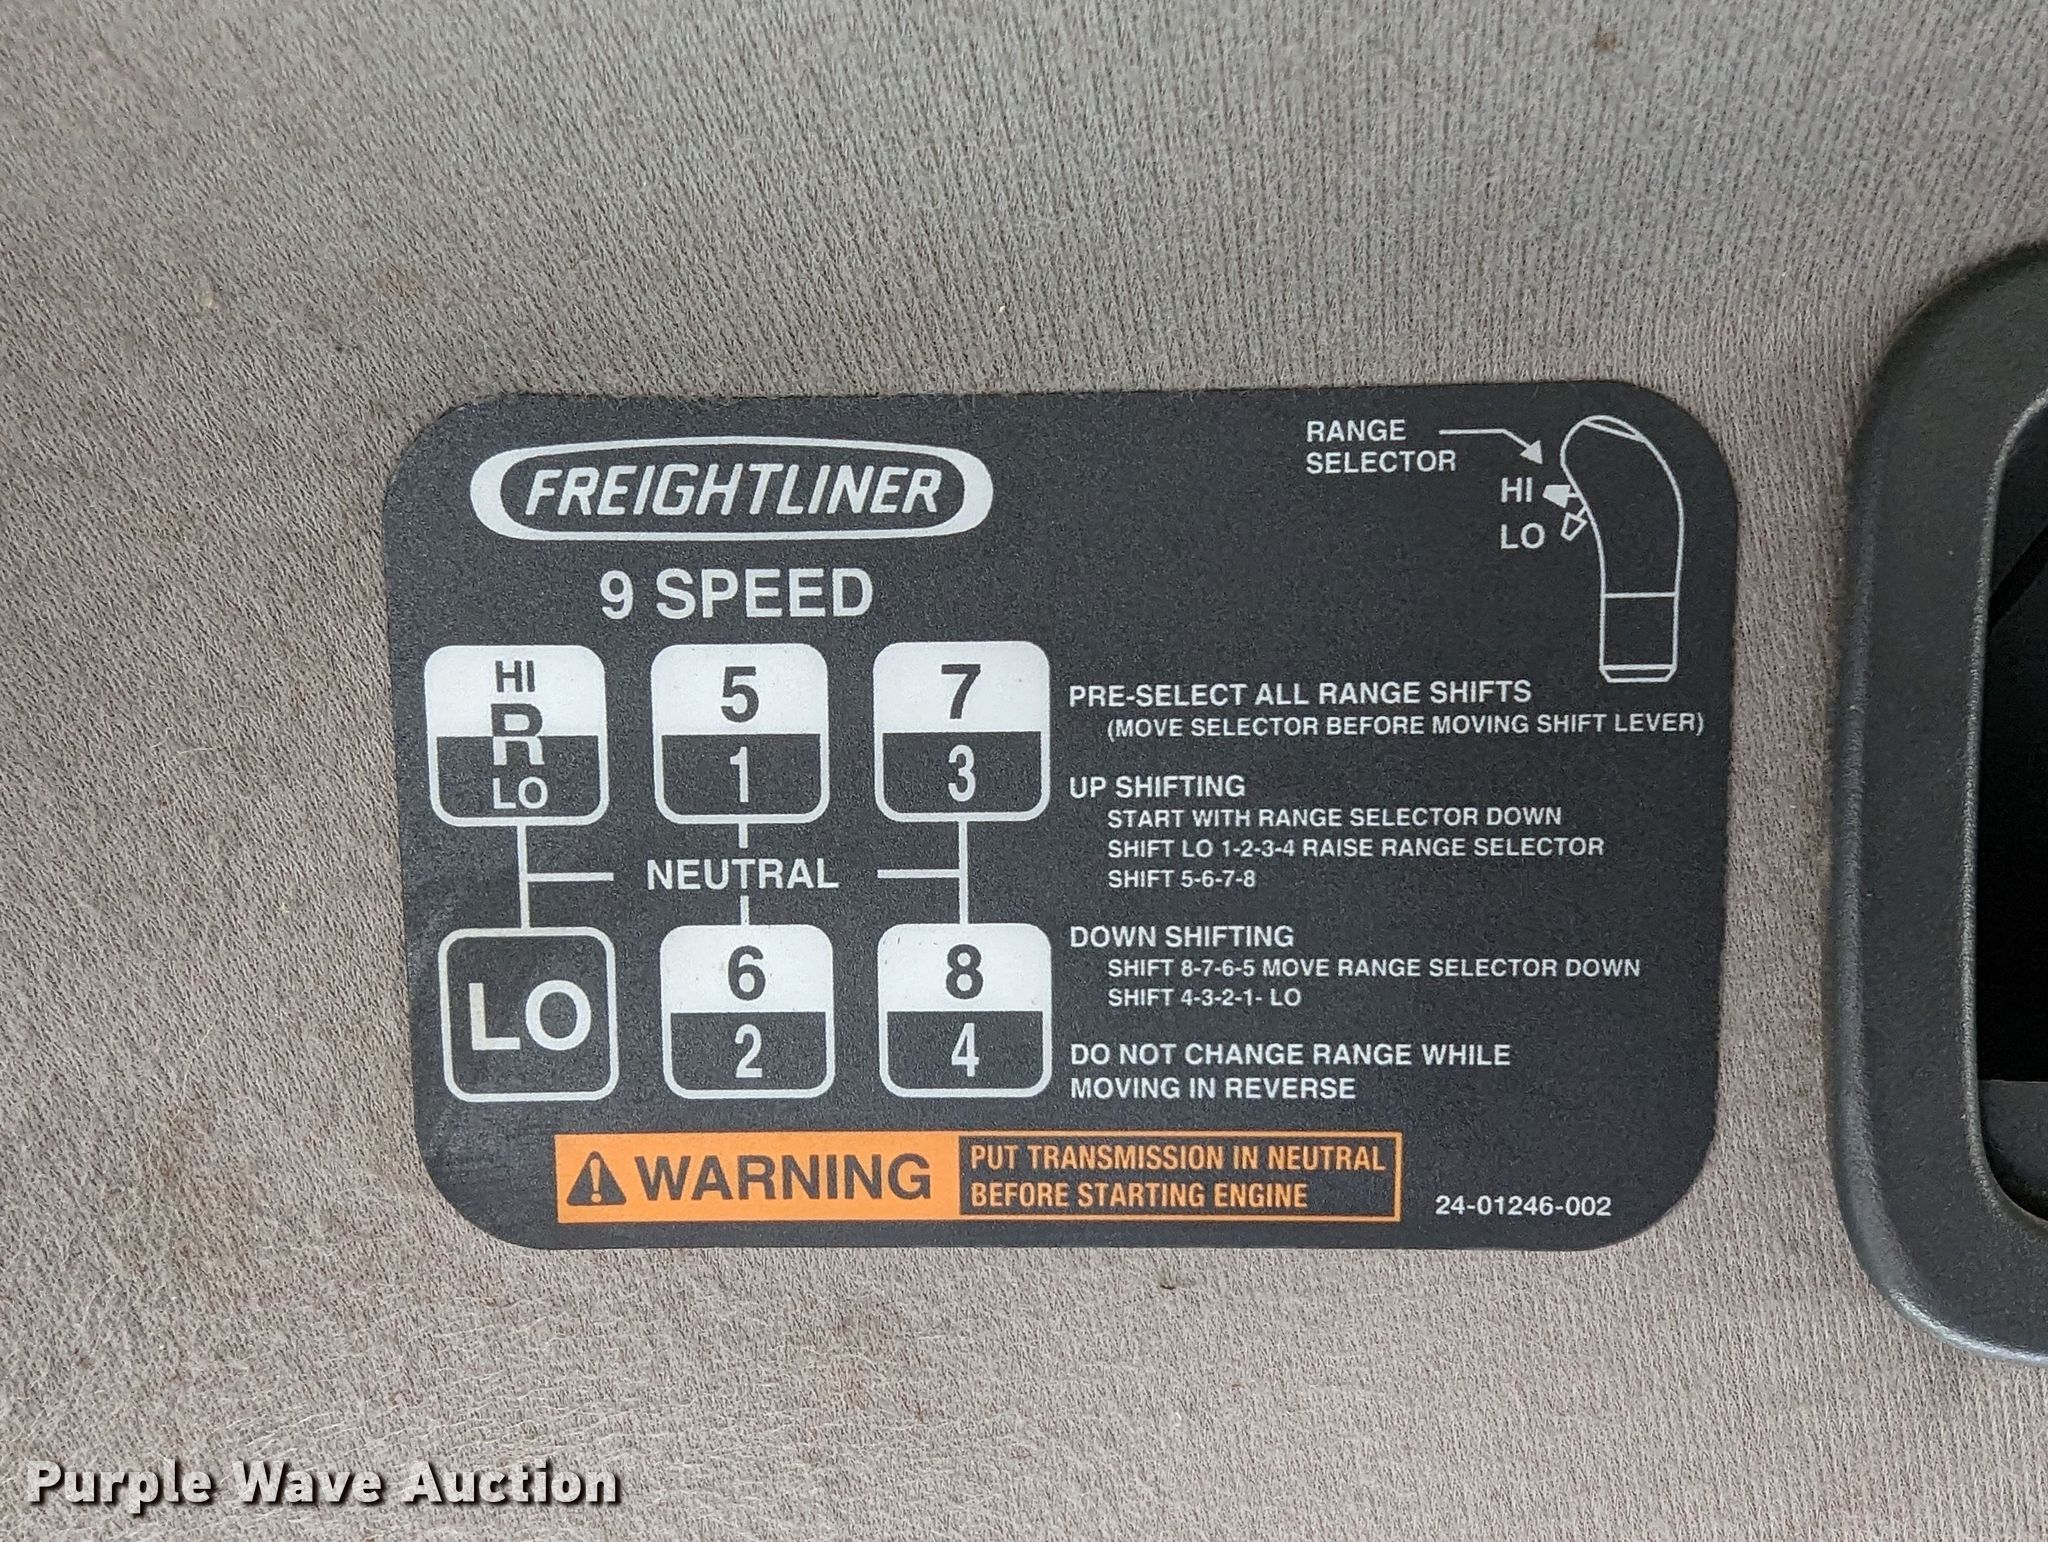 FREIGHTLINER
9 SPEED
RANGE
SELECTOR
HI
LO
HI
R
LO
5
1
7
3
NEUTRAL
LO
6
2
8
4
PRE-SELECT ALL RANGE SHIFTS
(MOVE SELECTOR BEFORE MOVING SHIFT LEVER)
UP SHIFTING
START WITH RANGE SELECTOR DOWN
SHIFT LO 1-2-3-4 RAISE RANGE SELECTOR
SHIFT 5-6-7-8
DOWN SHIFTING
SHIFT 8-7-6-5 MOVE RANGE SELECTOR DOWN
SHIFT 4-3-2-1- LO
DO NOT CHANGE RANGE WHILE
MOVING IN REVERSE
WARNING
PUT TRANSMISSION IN NEUTRAL
BEFORE STARTING ENGINE
24-01246-002
Purple Wave Auction